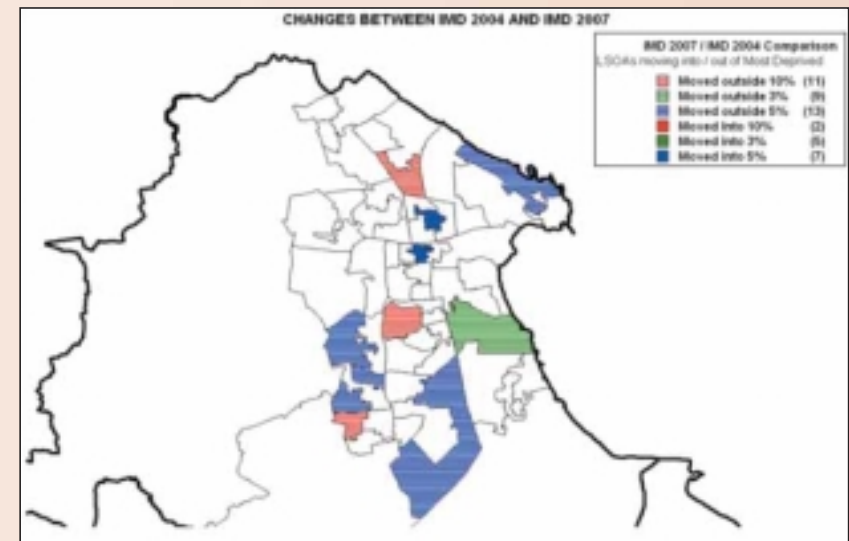 CHANGES BETWEEN IMD 2004 AND IMD 2007
IMD 2007 / IMD 2004 Comparison
LSOAs moving into / out of Most Deprived
Moved outside 10% (11)
Moved outside 3% (9)
Moved outside 5% (13)
Moved into 10% (2)
Moved into 3% (5)
Moved into 5% (7)